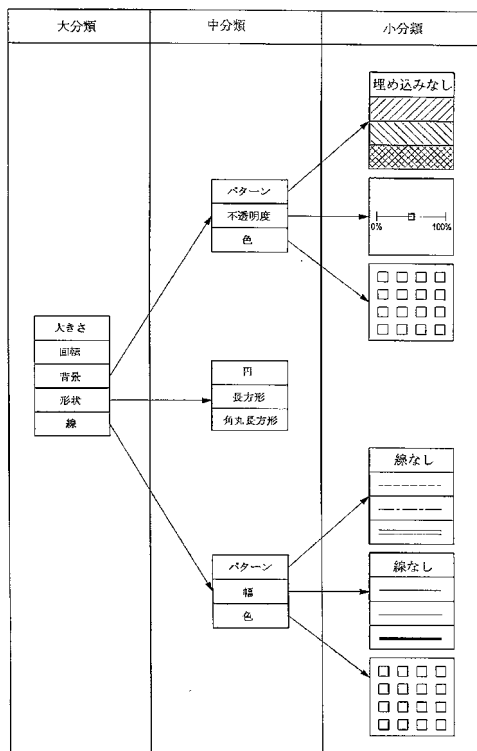 大分類
中分類
小分類
大きさ
回転
背景
形状
線
パターン
不透明度
色
円
長方形
角丸長方形
パターン
幅
色
埋め込みなし
0% 100%
線なし
線なし